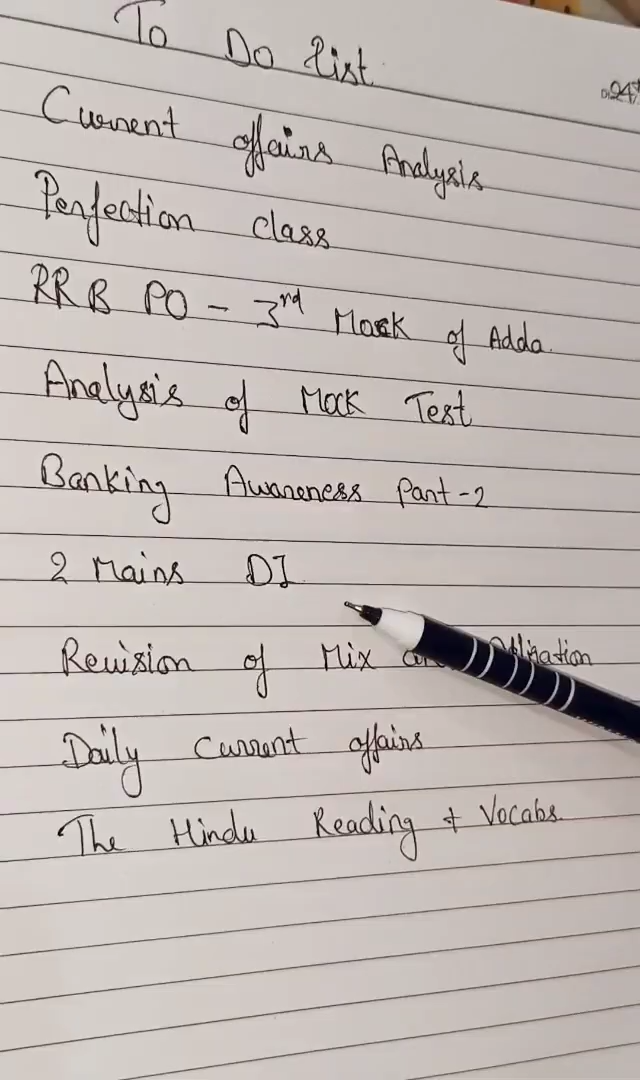 To Do list
24
Current affairs Analysis
Perfection class
RRB PO - 3rd Mock of Adda.
Analysis of Mock Test
Banking Awareness Part-2
2 Mains DI
Revision of Mix
Daily current affairs
The Hindu Reading + Vocabs.